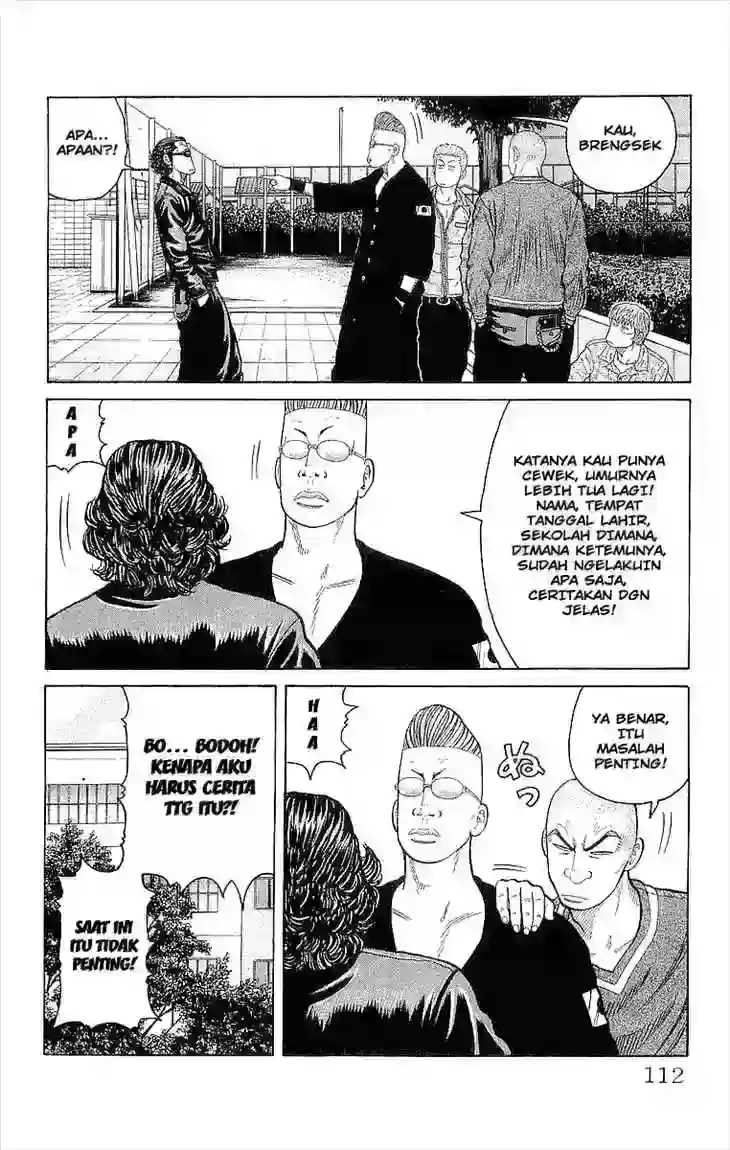 KAU,
BRENGSEK
APA...
APAAN?!
KATANYA KAU PUNYA
CEWEK, UMURNYA
LEBIH TUA LAGI!
NAMA, TEMPAT
TANGGAL LAHIR,
SEKOLAH DIMANA,
DIMANA KETEMUNYA,
SUDAH NGELAKUIN
APA SAJA,
CERITAKAN DGN
JELAS!
APA
YA BENAR,
ITU
MASALAH
PENTING!
ぬっ
HAA
BO... BODOH!
KENAPA AKU
HARUS CERITA
TTG ITU?!
SAAT INI
ITU TIDAK
PENTING!
112